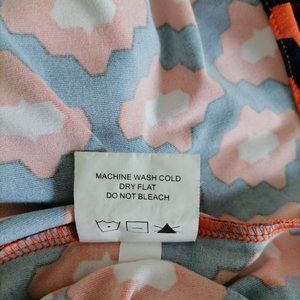 MACHINE WASH COLD
DRY FLAT
DO NOT BLEACH